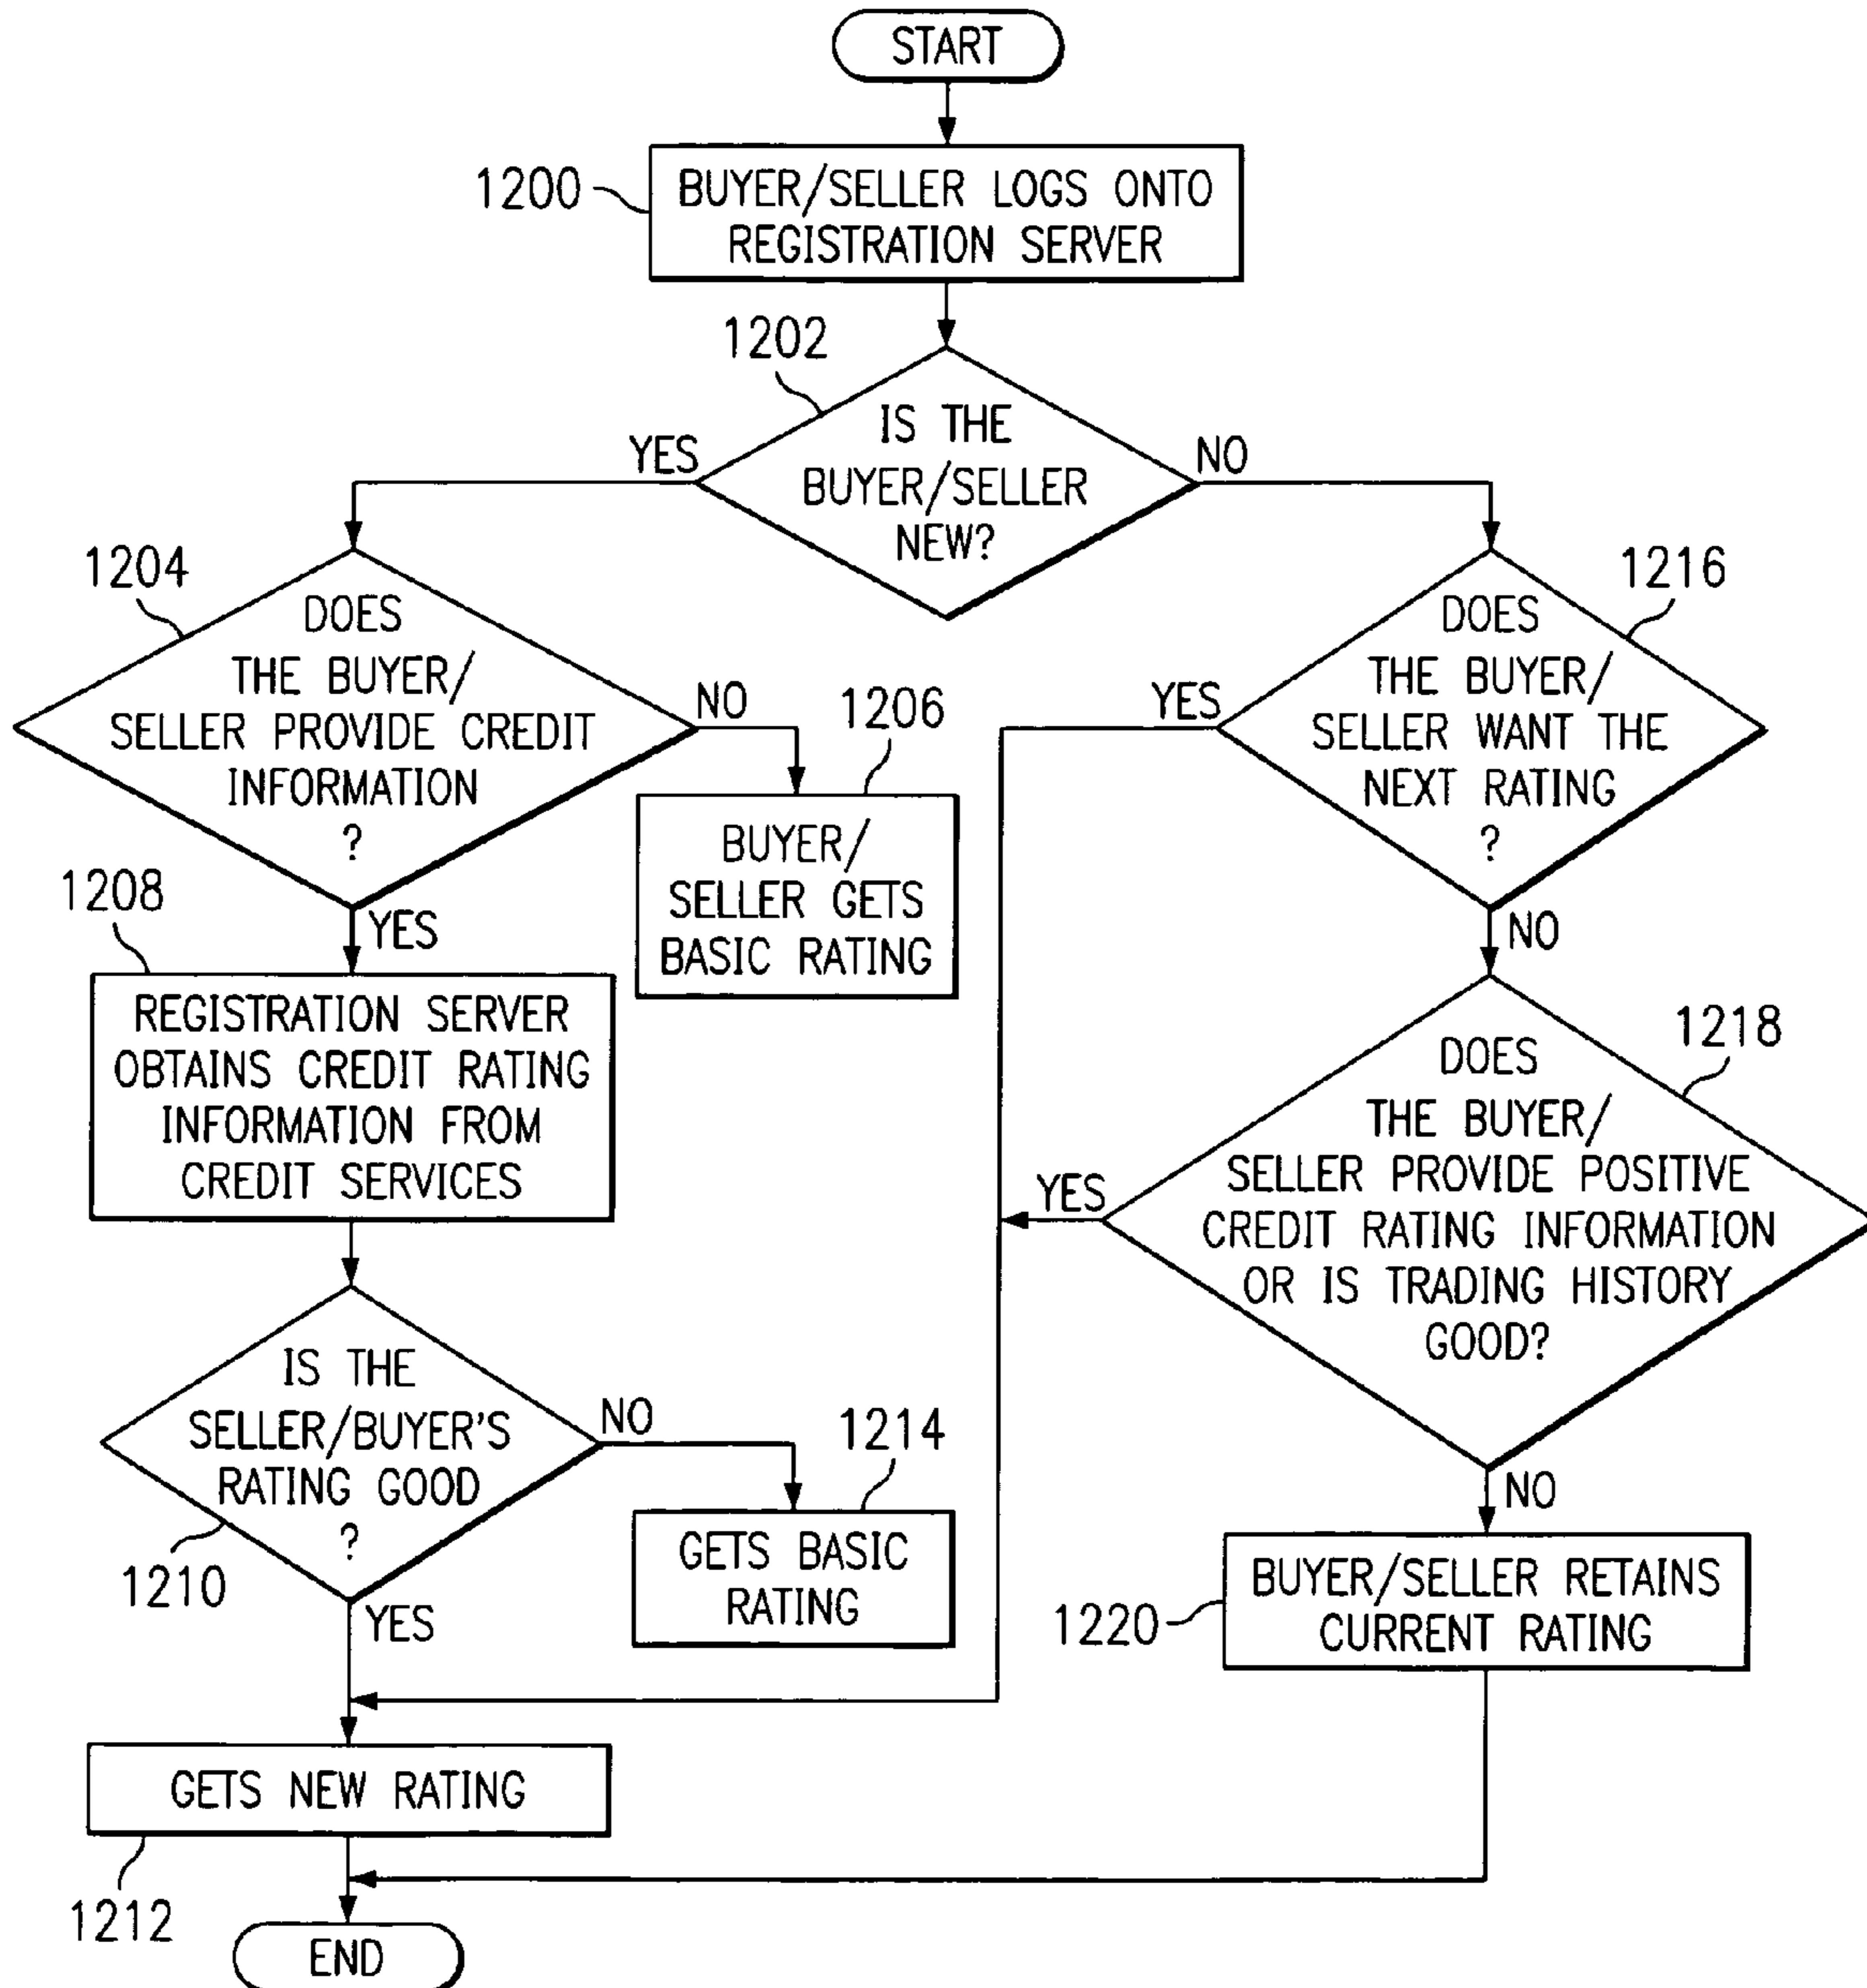 START
1200
BUYER/SELLER LOGS ONTO
REGISTRATION SERVER
1202
IS THE
BUYER/SELLER
NEW?
YES
NO
1204
DOES
THE BUYER/
SELLER PROVIDE CREDIT
INFORMATION
?
NO
YES
1206
BUYER/
SELLER GETS
BASIC RATING
1208
REGISTRATION SERVER
OBTAINS CREDIT RATING
INFORMATION FROM
CREDIT SERVICES
IS THE
SELLER/BUYER'S
RATING GOOD
?
1210
NO
YES
1214
GETS BASIC
RATING
1216
DOES
THE BUYER/
SELLER WANT THE
NEXT RATING
?
YES
NO
1218
DOES
THE BUYER/
SELLER PROVIDE POSITIVE
CREDIT RATING INFORMATION
OR IS TRADING HISTORY
GOOD?
YES
NO
BUYER/SELLER RETAINS
CURRENT RATING
1220
GETS NEW RATING
1212
END